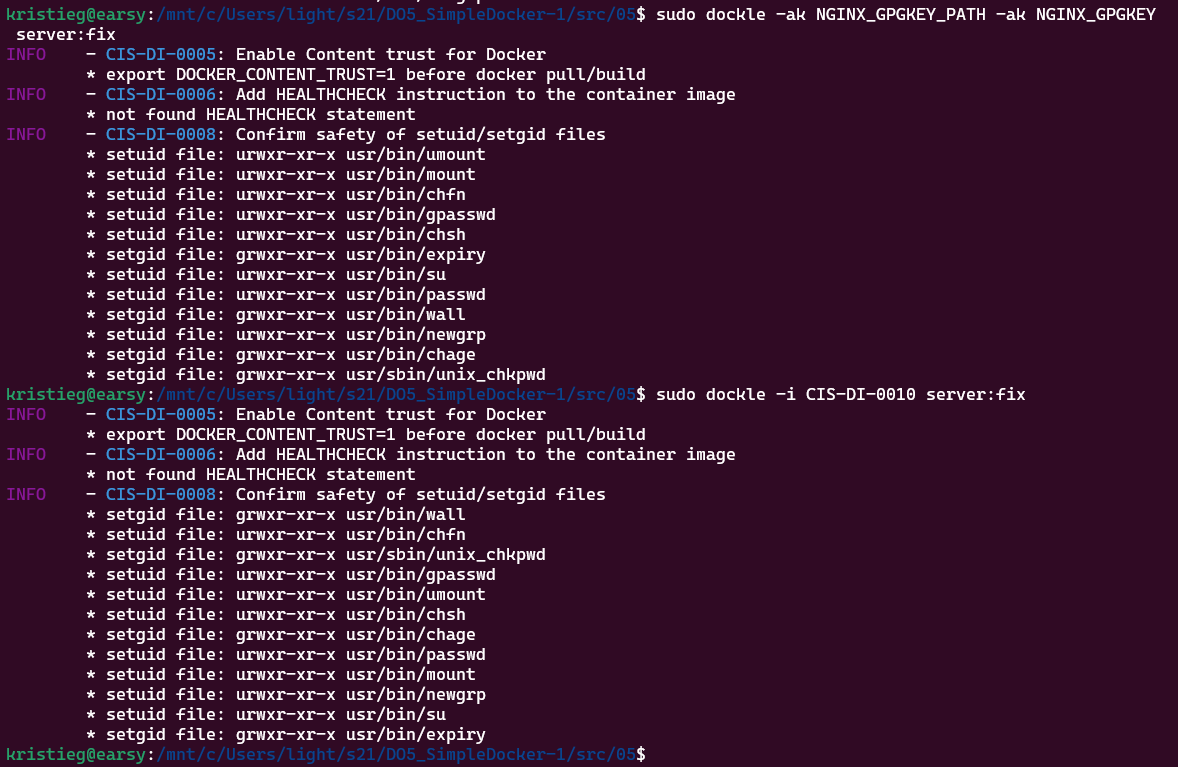 kristieg@earsy:/mnt/c/Users/light/s21/DO5_SimpleDocker-1/src/05$ sudo dockle -ak NGINX_GPGKEY_PATH -ak NGINX_GPGKEY
server:fix
INFO - CIS-DI-0005: Enable Content trust for Docker
* export DOCKER_CONTENT_TRUST=1 before docker pull/build
INFO - CIS-DI-0006: Add HEALTHCHECK instruction to the container image
* not found HEALTHCHECK statement
INFO - CIS-DI-0008: Confirm safety of setuid/setgid files
* setuid file: urwxr-xr-x usr/bin/umount
* setuid file: urwxr-xr-x usr/bin/mount
* setuid file: urwxr-xr-x usr/bin/chfn
* setuid file: urwxr-xr-x usr/bin/gpasswd
* setuid file: urwxr-xr-x usr/bin/chsh
* setgid file: grwxr-xr-x usr/bin/expiry
* setuid file: urwxr-xr-x usr/bin/su
* setuid file: urwxr-xr-x usr/bin/passwd
* setgid file: grwxr-xr-x usr/bin/wall
* setuid file: urwxr-xr-x usr/bin/newgrp
* setgid file: grwxr-xr-x usr/bin/chage
* setgid file: grwxr-xr-x usr/sbin/unix_chkpwd
kristieg@earsy:/mnt/c/Users/light/s21/DO5_SimpleDocker-1/src/05$ sudo dockle -i CIS-DI-0010 server:fix
INFO - CIS-DI-0005: Enable Content trust for Docker
* export DOCKER_CONTENT_TRUST=1 before docker pull/build
INFO - CIS-DI-0006: Add HEALTHCHECK instruction to the container image
* not found HEALTHCHECK statement
INFO - CIS-DI-0008: Confirm safety of setuid/setgid files
* setgid file: grwxr-xr-x usr/bin/wall
* setuid file: urwxr-xr-x usr/bin/chfn
* setgid file: grwxr-xr-x usr/sbin/unix_chkpwd
* setuid file: urwxr-xr-x usr/bin/gpasswd
* setuid file: urwxr-xr-x usr/bin/umount
* setuid file: urwxr-xr-x usr/bin/chsh
* setgid file: grwxr-xr-x usr/bin/chage
* setuid file: urwxr-xr-x usr/bin/passwd
* setuid file: urwxr-xr-x usr/bin/mount
* setuid file: urwxr-xr-x usr/bin/newgrp
* setuid file: urwxr-xr-x usr/bin/su
* setgid file: grwxr-xr-x usr/bin/expiry
kristieg@earsy:/mnt/c/Users/light/s21/DO5_SimpleDocker-1/src/05$